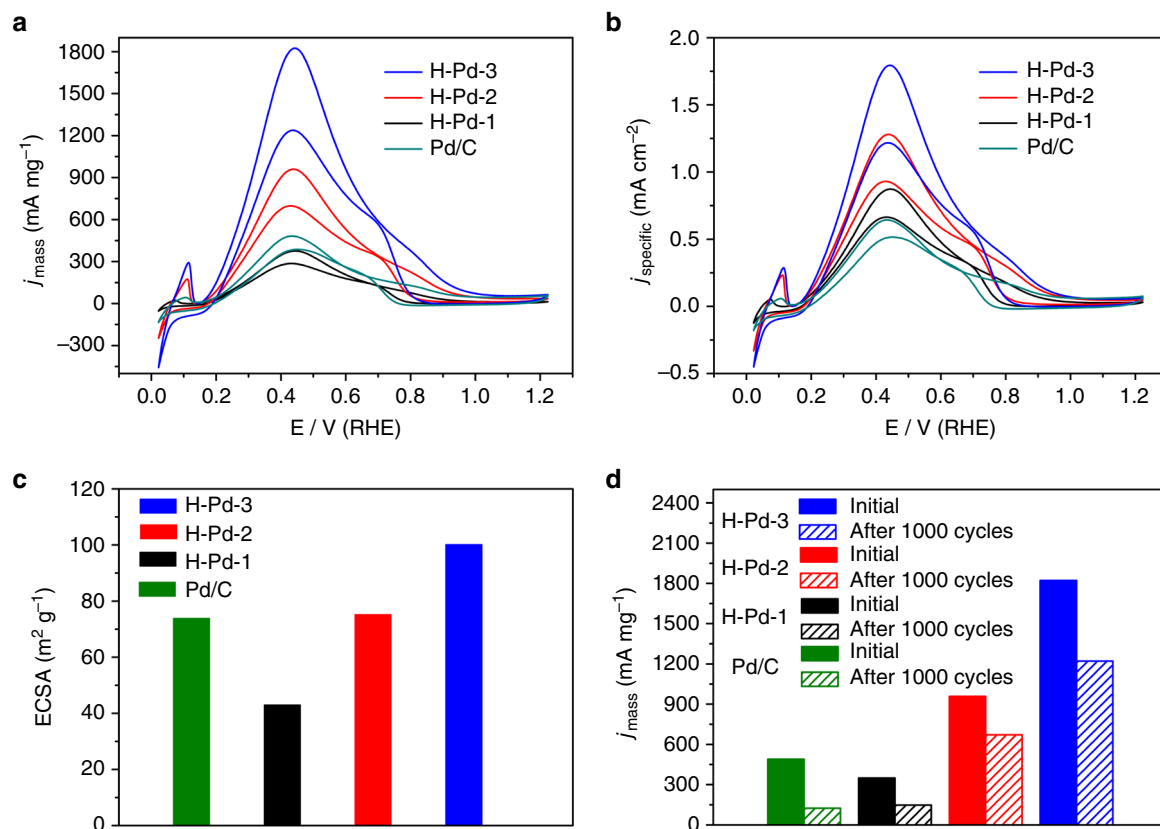 a
1800
1500
1200
900
600
300
0
–300
j mass (mA mg–1)
H-Pd-3
H-Pd-2
H-Pd-1
Pd/C
0.0 0.2 0.4 0.6 0.8 1.0 1.2
E / V (RHE)
b
2.0
1.5
1.0
0.5
0.0
–0.5
j specific (mA cm–2)
H-Pd-3
H-Pd-2
H-Pd-1
Pd/C
0.0 0.2 0.4 0.6 0.8 1.0 1.2
E / V (RHE)
c
120
100
80
60
40
20
0
ECSA (m2 g–1)
H-Pd-3
H-Pd-2
H-Pd-1
Pd/C
d
2400
2100
1800
1500
1200
900
600
300
0
j mass (mA mg–1)
H-Pd-3
Initial
After 1000 cycles
H-Pd-2
Initial
After 1000 cycles
H-Pd-1
Initial
After 1000 cycles
Pd/C
Initial
After 1000 cycles